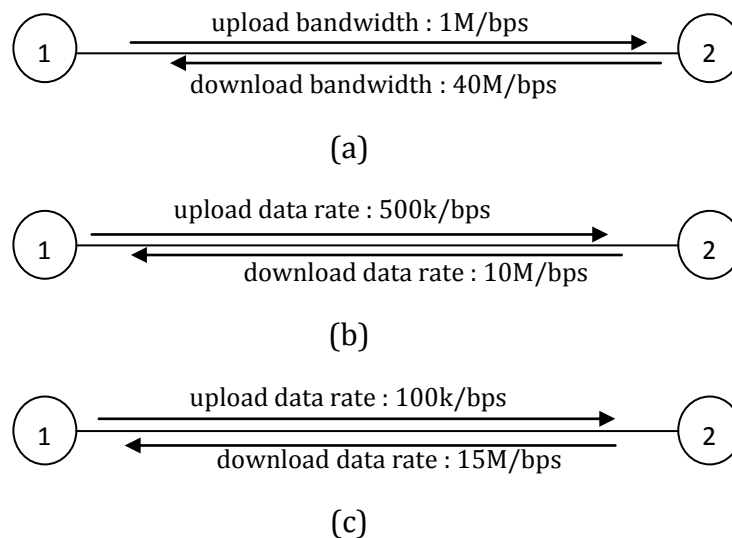 upload bandwidth : 1M/bps
1
2
download bandwidth : 40M/bps
(a)
upload data rate : 500k/bps
1
2
download data rate : 10M/bps
(b)
upload data rate : 100k/bps
1
2
download data rate : 15M/bps
(c)